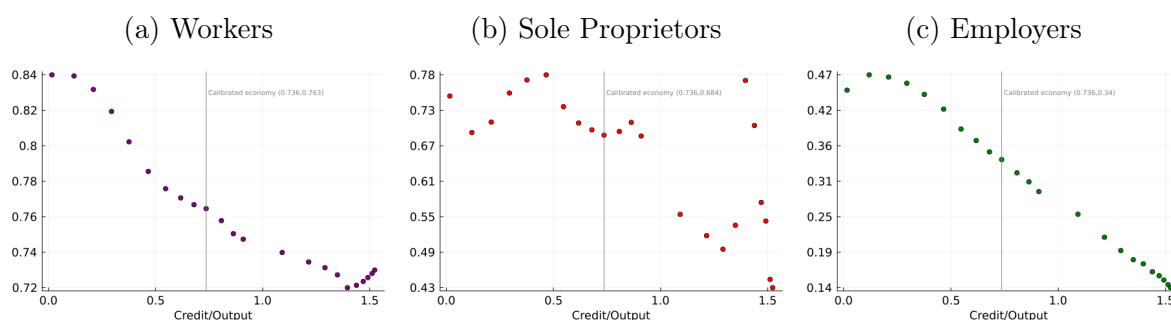 (a) Workers
0.84
0.82
0.8
0.78
0.76
0.74
0.72
Calibrated economy (0.736,0.763)
0.0 0.5 1.0 1.5
Credit/Output
(b) Sole Proprietors
0.78
0.73
0.67
0.61
0.55
0.49
0.43
Calibrated economy (0.736,0.684)
0.0 0.5 1.0 1.5
Credit/Output
(c) Employers
0.47
0.42
0.36
0.31
0.25
0.19
0.14
Calibrated economy (0.736,0.34)
0.0 0.5 1.0 1.5
Credit/Output